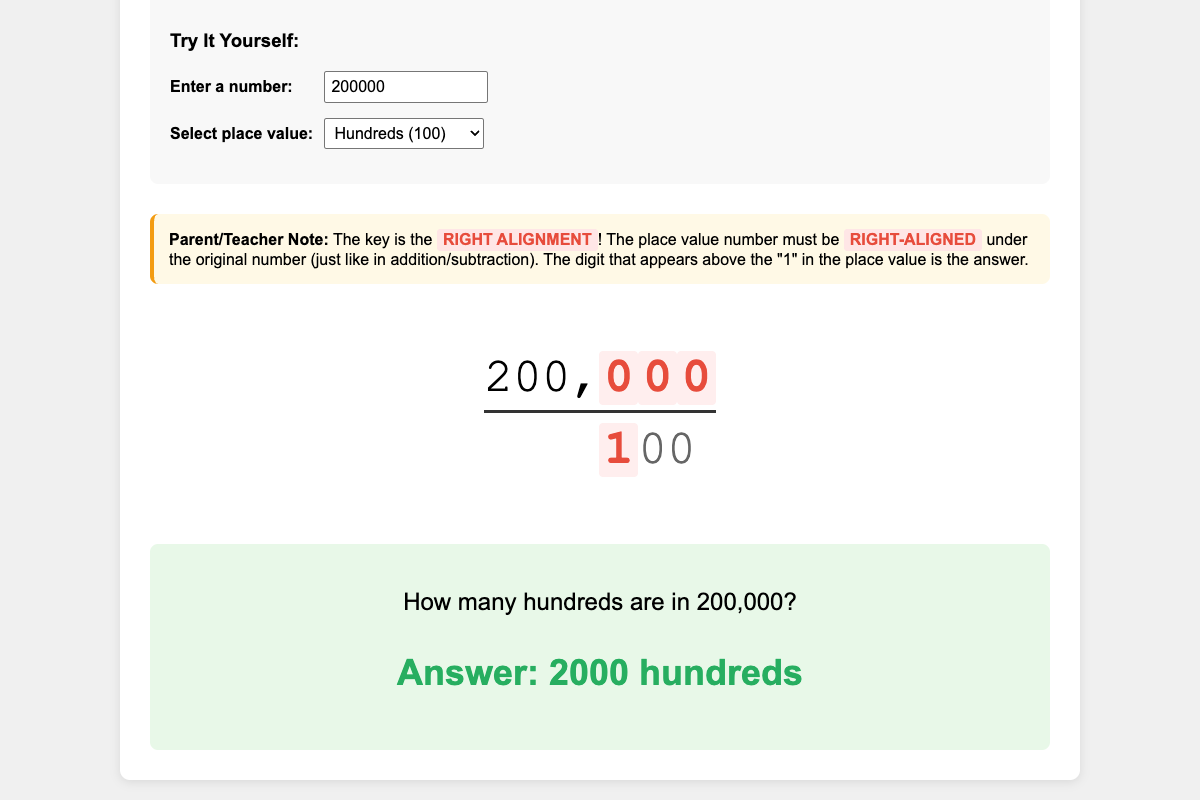 Try It Yourself:
Enter a number: 200000
Select place value: Hundreds (100)
Parent/Teacher Note: The key is the RIGHT ALIGNMENT! The place value number must be RIGHT-ALIGNED under
the original number (just like in addition/subtraction). The digit that appears above the "1" in the place value is the answer.
200,000
100
How many hundreds are in 200,000?
Answer: 2000 hundreds